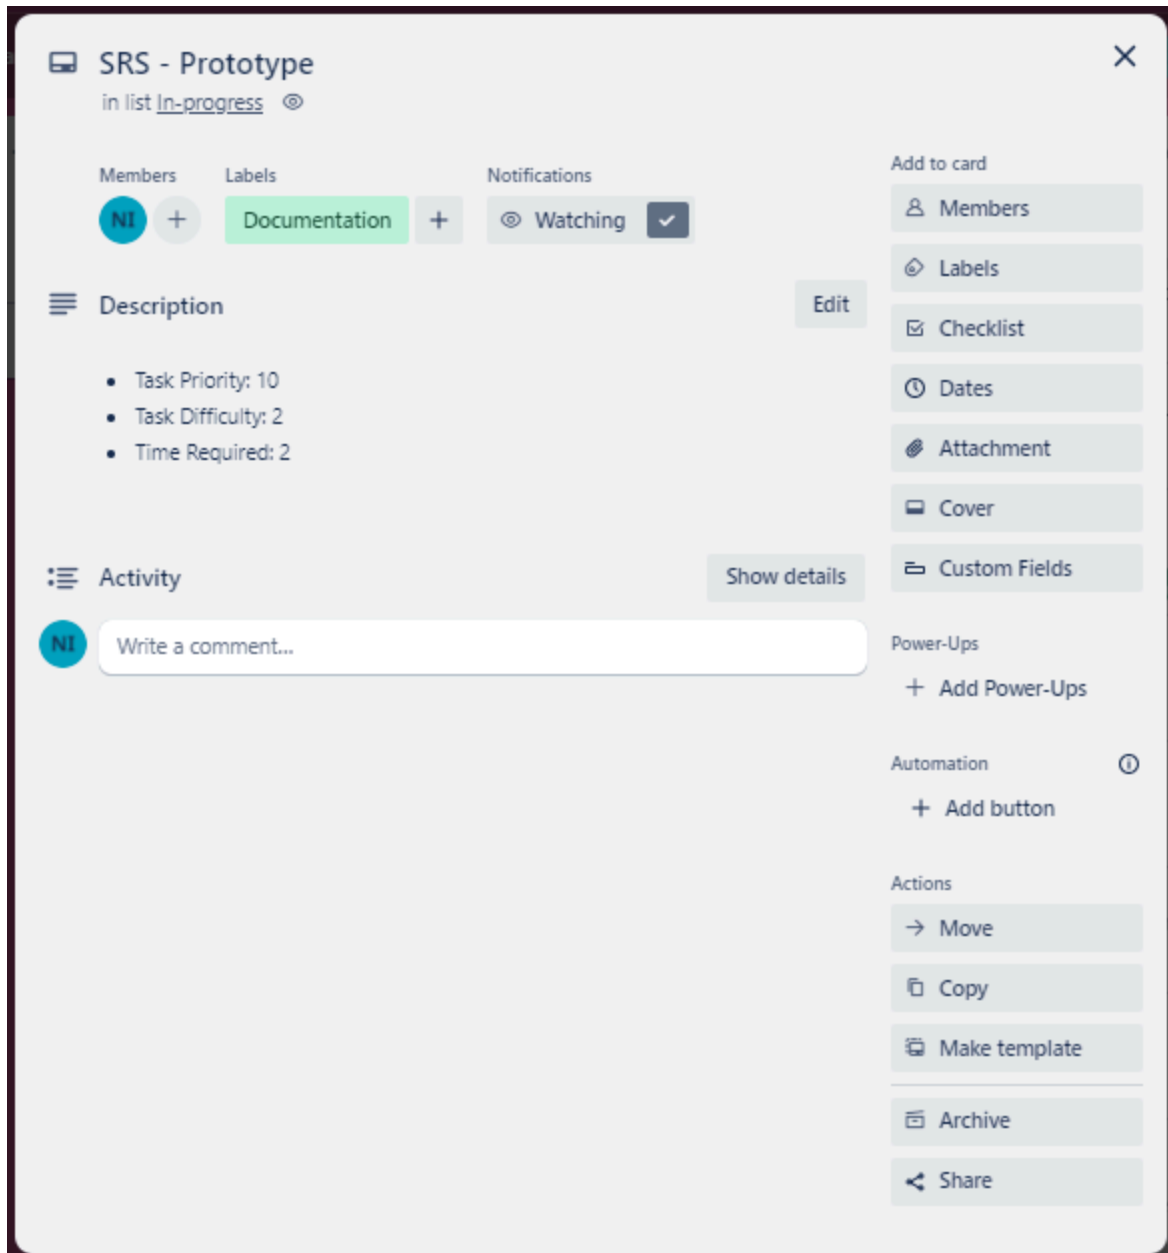 SRS - Prototype
in list In-progress
Members
Labels
Notifications
NI
Documentation
Watching
Description
Edit
Task Priority: 10
Task Difficulty: 2
Time Required: 2
Activity
Show details
NI
Write a comment...
Add to card
Members
Labels
Checklist
Dates
Attachment
Cover
Custom Fields
Power-Ups
Add Power-Ups
Automation
Add button
Actions
Move
Copy
Make template
Archive
Share